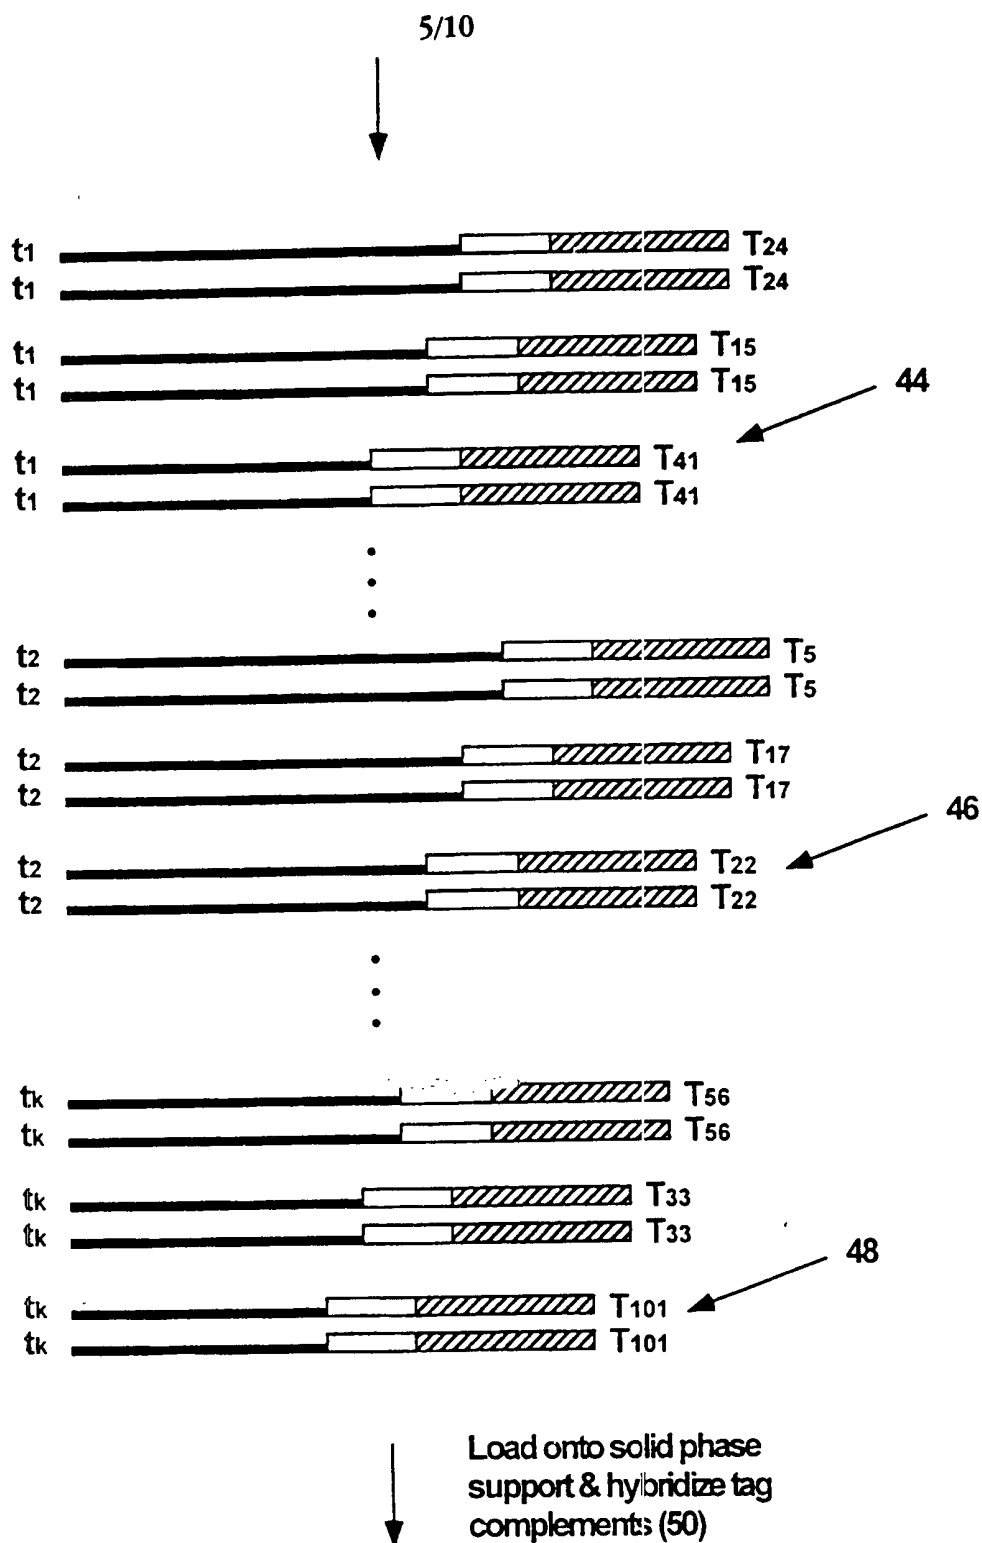 5/10
t1 T24
t1 T24
t1 T15
t1 T15
44
t1 T41
t1 T41
t2 T5
t2 T5
t2 T17
t2 T17
46
t2 T22
t2 T22
tk T56
tk T56
tk T33
tk T33
48
tk T101
tk T101
Load onto solid phase
support & hybridize tag
complements (50)